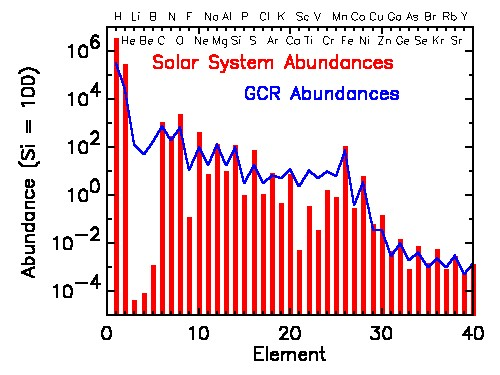 H Li B N F Na Al P Cl K Sc V Mn Co Cu Ga As Br Rb Y
He Be C O Ne Mg Si S Ar Ca Ti Cr Fe Ni Zn Ge Se Kr Sr
Solar System Abundances
GCR Abundances
10^6
10^4
10^2
10^0
10^-2
10^-4
Abundance (Si = 100)
0 10 20 30 40
Element